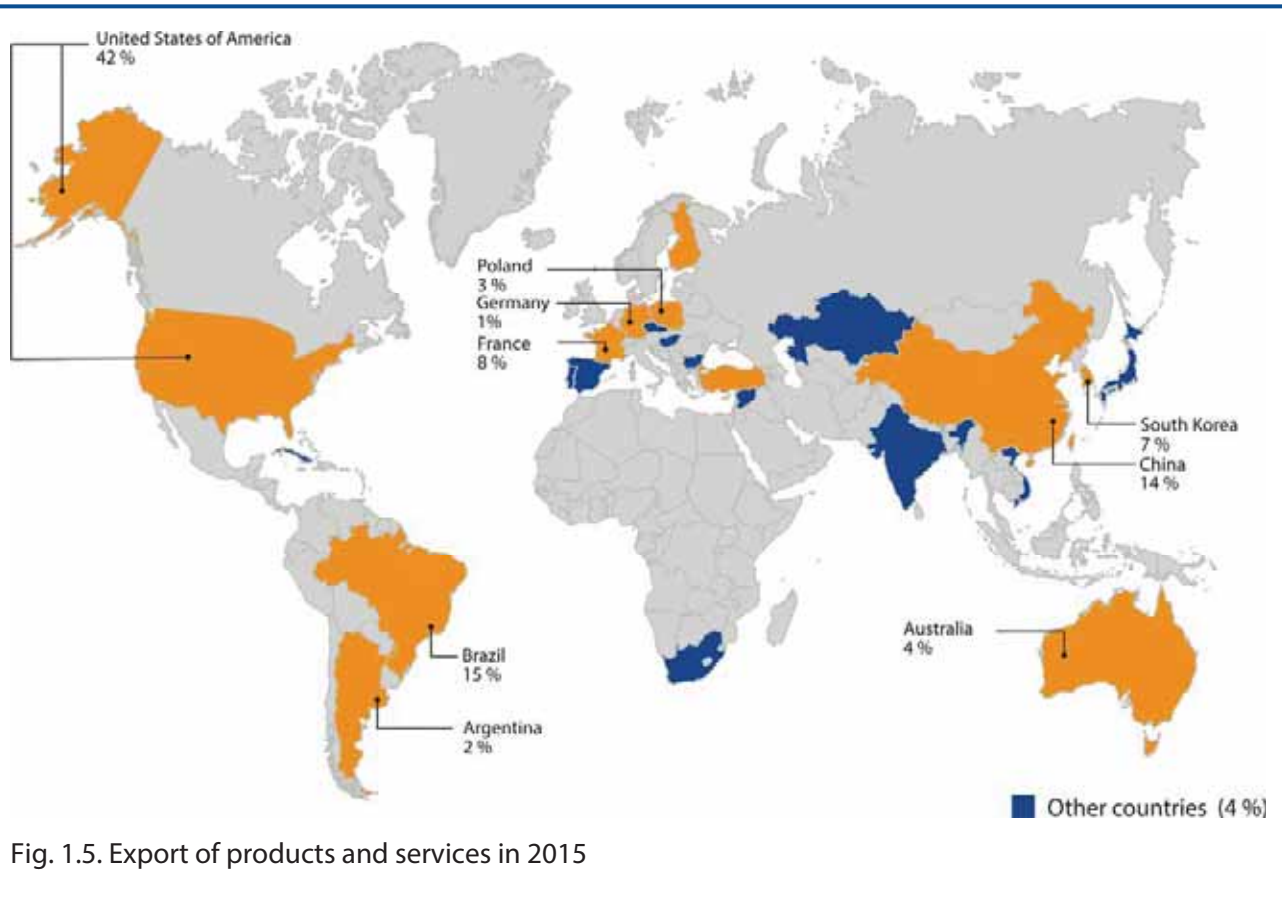 United States of America
42 %
Poland
3 %
Germany
1%
France
8 %
South Korea
7 %
China
14 %
Australia
4 %
Brazil
15 %
Argentina
2 %
Other countries (4 %)
Fig. 1.5. Export of products and services in 2015